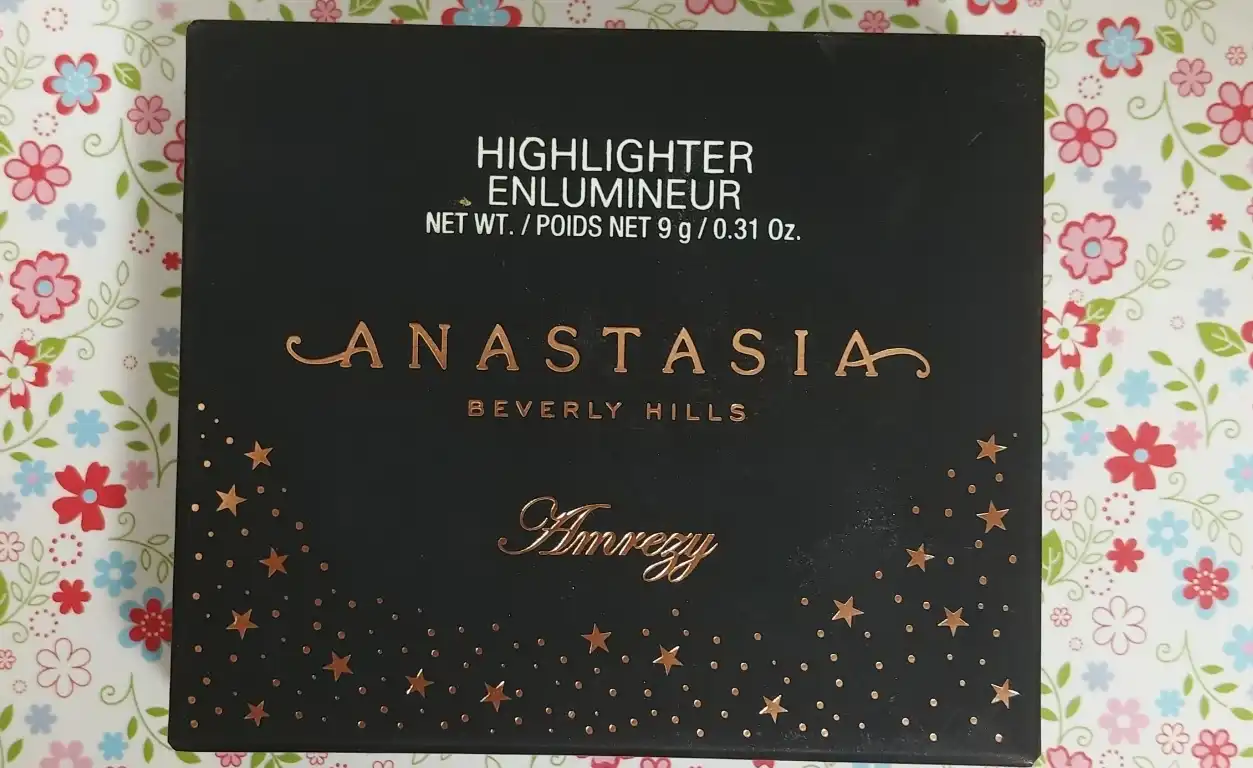 HIGHLIGHTER
ENLUMINEUR
NET WT. / POIDS NET 9 g / 0.31 Oz.
ANASTASIA
BEVERLY HILLS
Amrezy